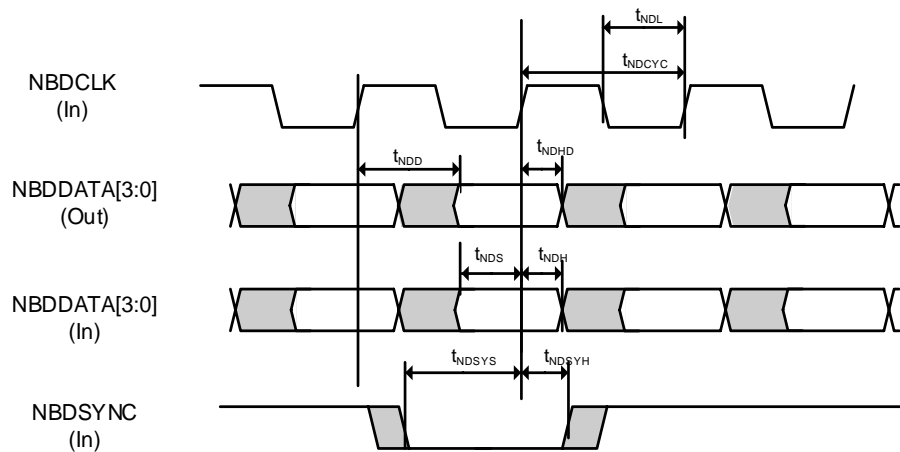 tNDL
tNDCYC
NBDCLK
(In)
tNDD
tNDHD
NBDDATA[3:0]
(Out)
tNDS
tNDH
NBDDATA[3:0]
(In)
tNDSYS
tNDSYH
NBDSYNC
(In)